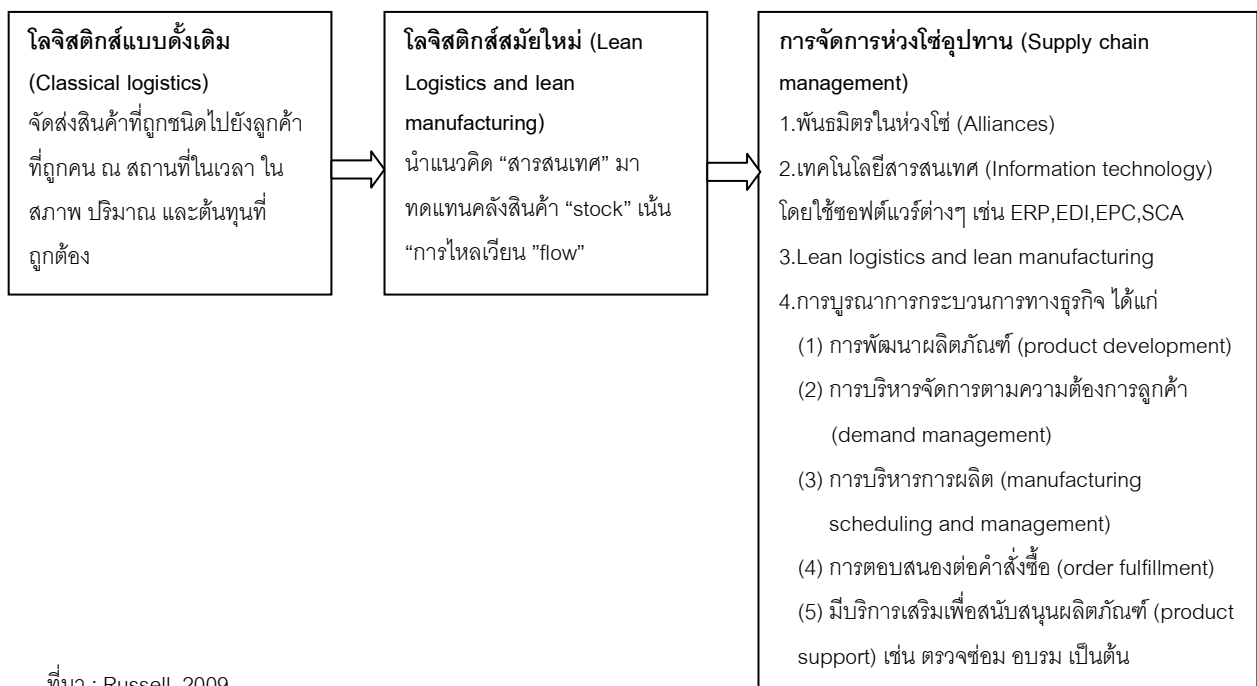 โลจิสติกส์แบบดั้งเดิม
(Classical logistics)
จัดส่งสินค้าที่ถูกชนิดไปยังลูกค้า
ที่ถูกคน ณ สถานที่ในเวลา ใน
สภาพ ปริมาณ และต้นทุนที่
ถูกต้อง
โลจิสติกส์สมัยใหม่ (Lean
Logistics and lean
manufacturing)
นำแนวคิด “สารสนเทศ” มา
ทดแทนคลังสินค้า “stock” เน้น
“การไหลเวียน ”flow”
การจัดการห่วงโซ่อุปทาน (Supply chain
management)
1.พันธมิตรในห่วงโซ่ (Alliances)
2.เทคโนโลยีสารสนเทศ (Information technology)
โดยใช้ซอฟต์แวร์ต่างๆ เช่น ERP,EDI,EPC,SCA
3.Lean logistics and lean manufacturing
4.การบูรณาการกระบวนการทางธุรกิจ ได้แก่
(1) การพัฒนาผลิตภัณฑ์ (product development)
(2) การบริหารจัดการตามความต้องการลูกค้า
(demand management)
(3) การบริหารการผลิต (manufacturing
scheduling and management)
(4) การตอบสนองต่อคำสั่งซื้อ (order fulfillment)
(5) มีบริการเสริมเพื่อสนับสนุนผลิตภัณฑ์ (product
support) เช่น ตรวจซ่อม อบรม เป็นต้น
ที่มา : Russell, 2009